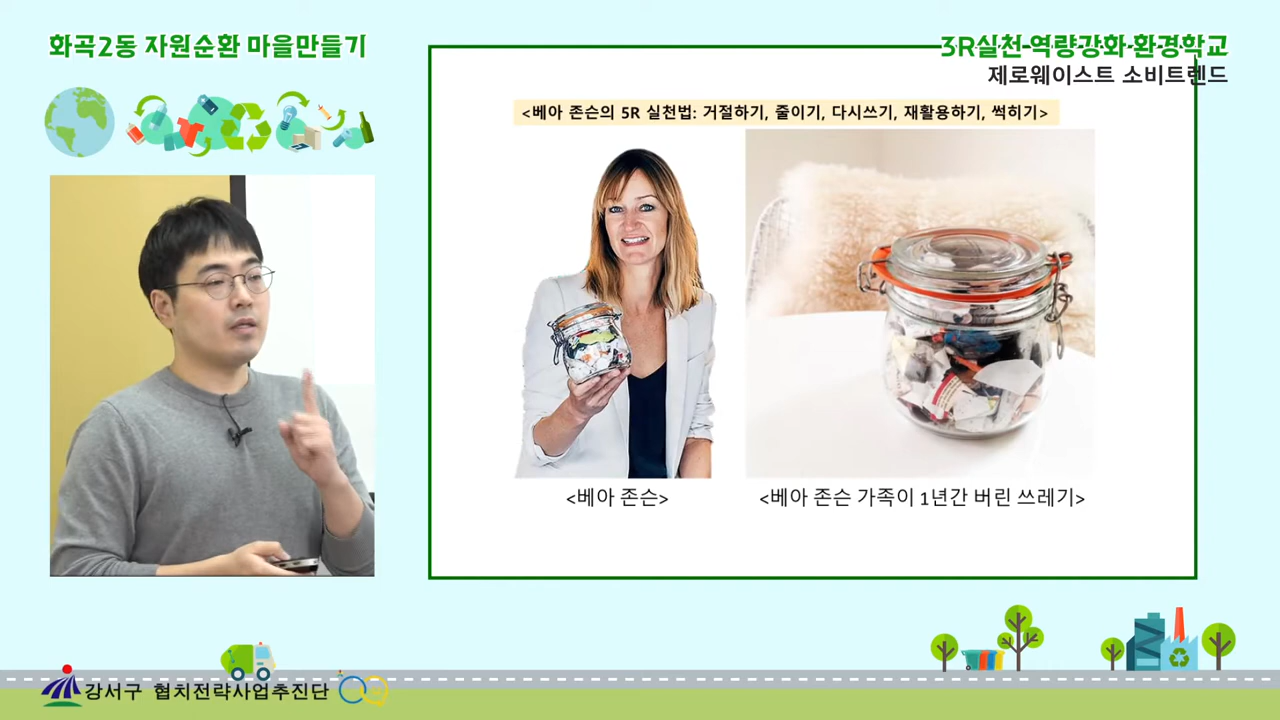 화곡2동 자원순환 마을만들기
3R실천 역량강화 환경학교
제로웨이스트 소비트렌드
<베아 존슨의 5R 실천법: 거절하기, 줄이기, 다시쓰기, 재활용하기, 썩히기>
<베아 존슨>
<베아 존슨 가족이 1년간 버린 쓰레기>
강서구 협치전략사업추진단